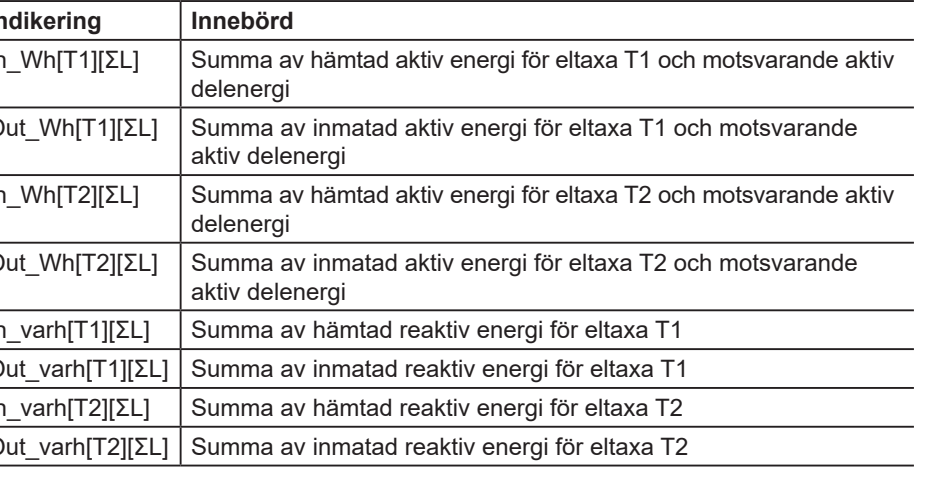 ndikering Innebörd
n_Wh[T1][ΣL] Summa av hämtad aktiv energi för eltaxa T1 och motsvarande aktiv
delenergi
Out_Wh[T1][ΣL] Summa av inmatad aktiv energi för eltaxa T1 och motsvarande
aktiv delenergi
n_Wh[T2][ΣL] Summa av hämtad aktiv energi för eltaxa T2 och motsvarande aktiv
delenergi
Out_Wh[T2][ΣL] Summa av inmatad aktiv energi för eltaxa T2 och motsvarande
aktiv delenergi
n_varh[T1][ΣL] Summa av hämtad reaktiv energi för eltaxa T1
Out_varh[T1][ΣL] Summa av inmatad reaktiv energi för eltaxa T1
n_varh[T2][ΣL] Summa av hämtad reaktiv energi för eltaxa T2
Out_varh[T2][ΣL] Summa av inmatad reaktiv energi för eltaxa T2